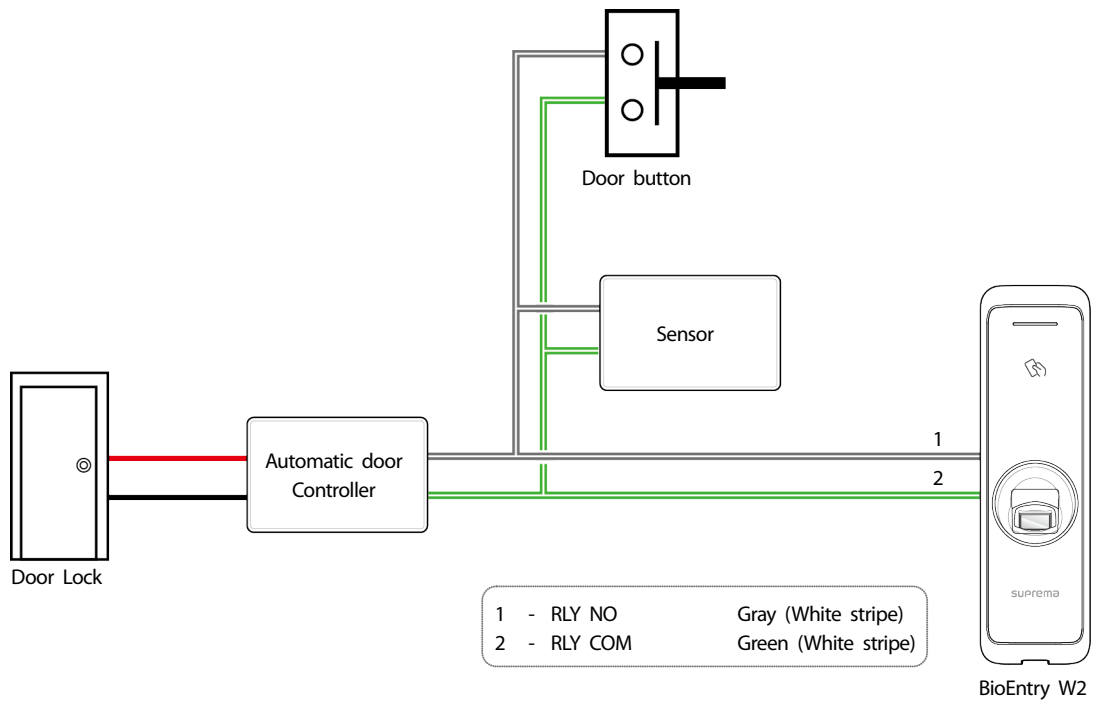 Door button
Sensor
Automatic door
Controller
1
2
Door Lock
1 - RLY NO Gray (White stripe)
2 - RLY COM Green (White stripe)
suprema
BioEntry W2